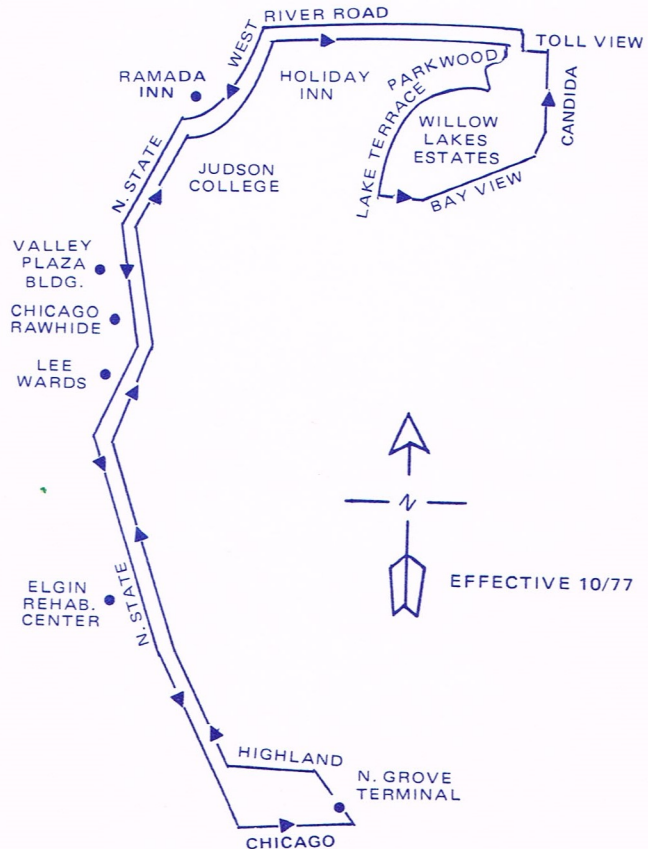 RIVER ROAD
WEST
TOLL VIEW
RAMADA
INN
HOLIDAY
INN
PARKWOOD
CANDIDA
LAKE TERRACE
WILLOW
LAKES
ESTATES
BAY VIEW
N. STATE
JUDSON
COLLEGE
VALLEY
PLAZA
BLDG.
CHICAGO
RAWHIDE
LEE
WARDS
N
EFFECTIVE 10/77
ELGIN
REHAB.
CENTER
N. STATE
HIGHLAND
N. GROVE
TERMINAL
CHICAGO